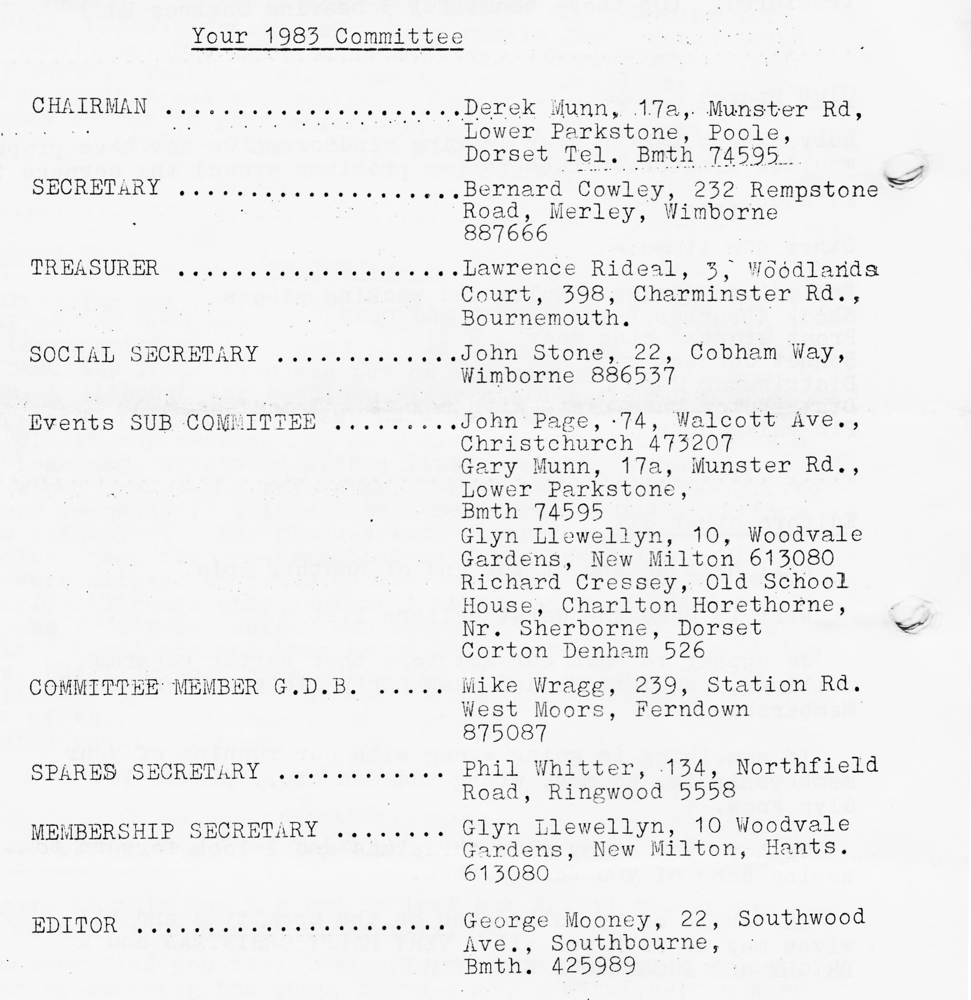 Your 1983 Committee
CHAIRMAN .....................Derek Munn, 17a, Munster Rd,
Lower Parkstone, Poole,
Dorset Tel. Bmth 74595
SECRETARY ....................Bernard Cowley, 232 Rempstone
Road, Merley, Wimborne
887666
TREASURER ....................Lawrence Rideal, 3, Woodlands
Court, 398, Charminster Rd.,
Bournemouth.
SOCIAL SECRETARY .............John Stone, 22, Cobham Way,
Wimborne 886537
Events SUB COMMITTEE .........John Page, 74, Walcott Ave.,
Christchurch 473207
Gary Munn, 17a, Munster Rd.,
Lower Parkstone,
Bmth 74595
Glyn Llewellyn, 10, Woodvale
Gardens, New Milton 613080
Richard Cressey, Old School
House, Charlton Horethorne,
Nr. Sherborne, Dorset
Corton Denham 526
COMMITTEE MEMBER G.D.B. ..... Mike Wragg, 239, Station Rd.
West Moors, Ferndown
875087
SPARES SECRETARY ............. Phil Whitter, 134, Northfield
Road, Ringwood 5558
MEMBERSHIP SECRETARY ........ Glyn Llewellyn, 10 Woodvale
Gardens, New Milton, Hants.
613080
EDITOR ...................... George Mooney, 22, Southwood
Ave., Southbourne,
Bmth. 425989